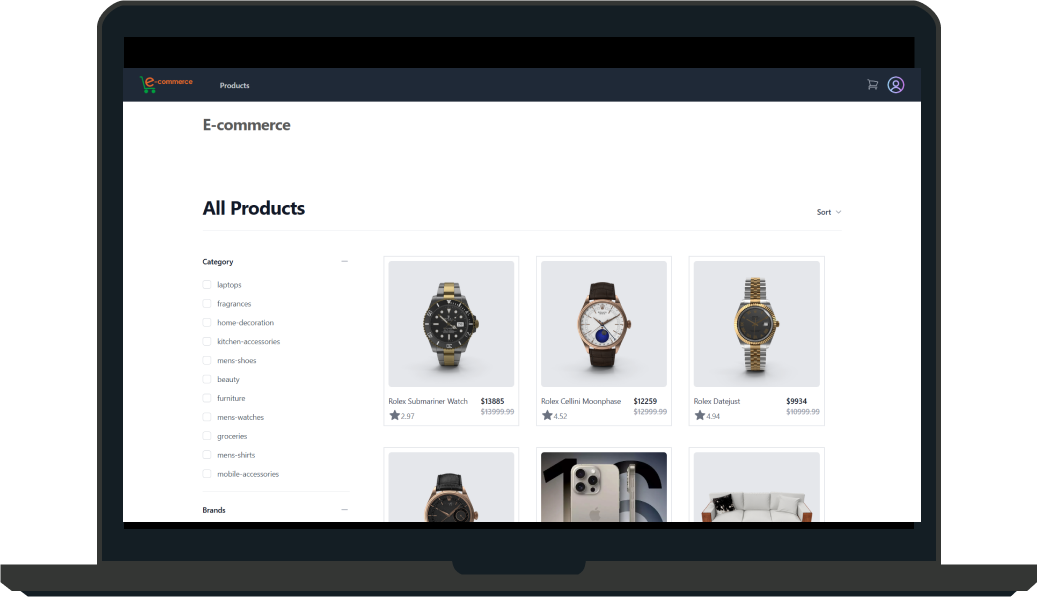 e-commerce
Products
E-commerce
All Products
Sort
Category
laptops
fragrances
home-decoration
kitchen-accessories
mens-shoes
beauty
furniture
mens-watches
groceries
mens-shirts
mobile-accessories
Brands
Rolex Submariner Watch $13885
2.97 $13999.99
Rolex Cellini Moonphase $12259
4.52 $12999.99
Rolex Datejust $9934
4.94 $10999.99
16